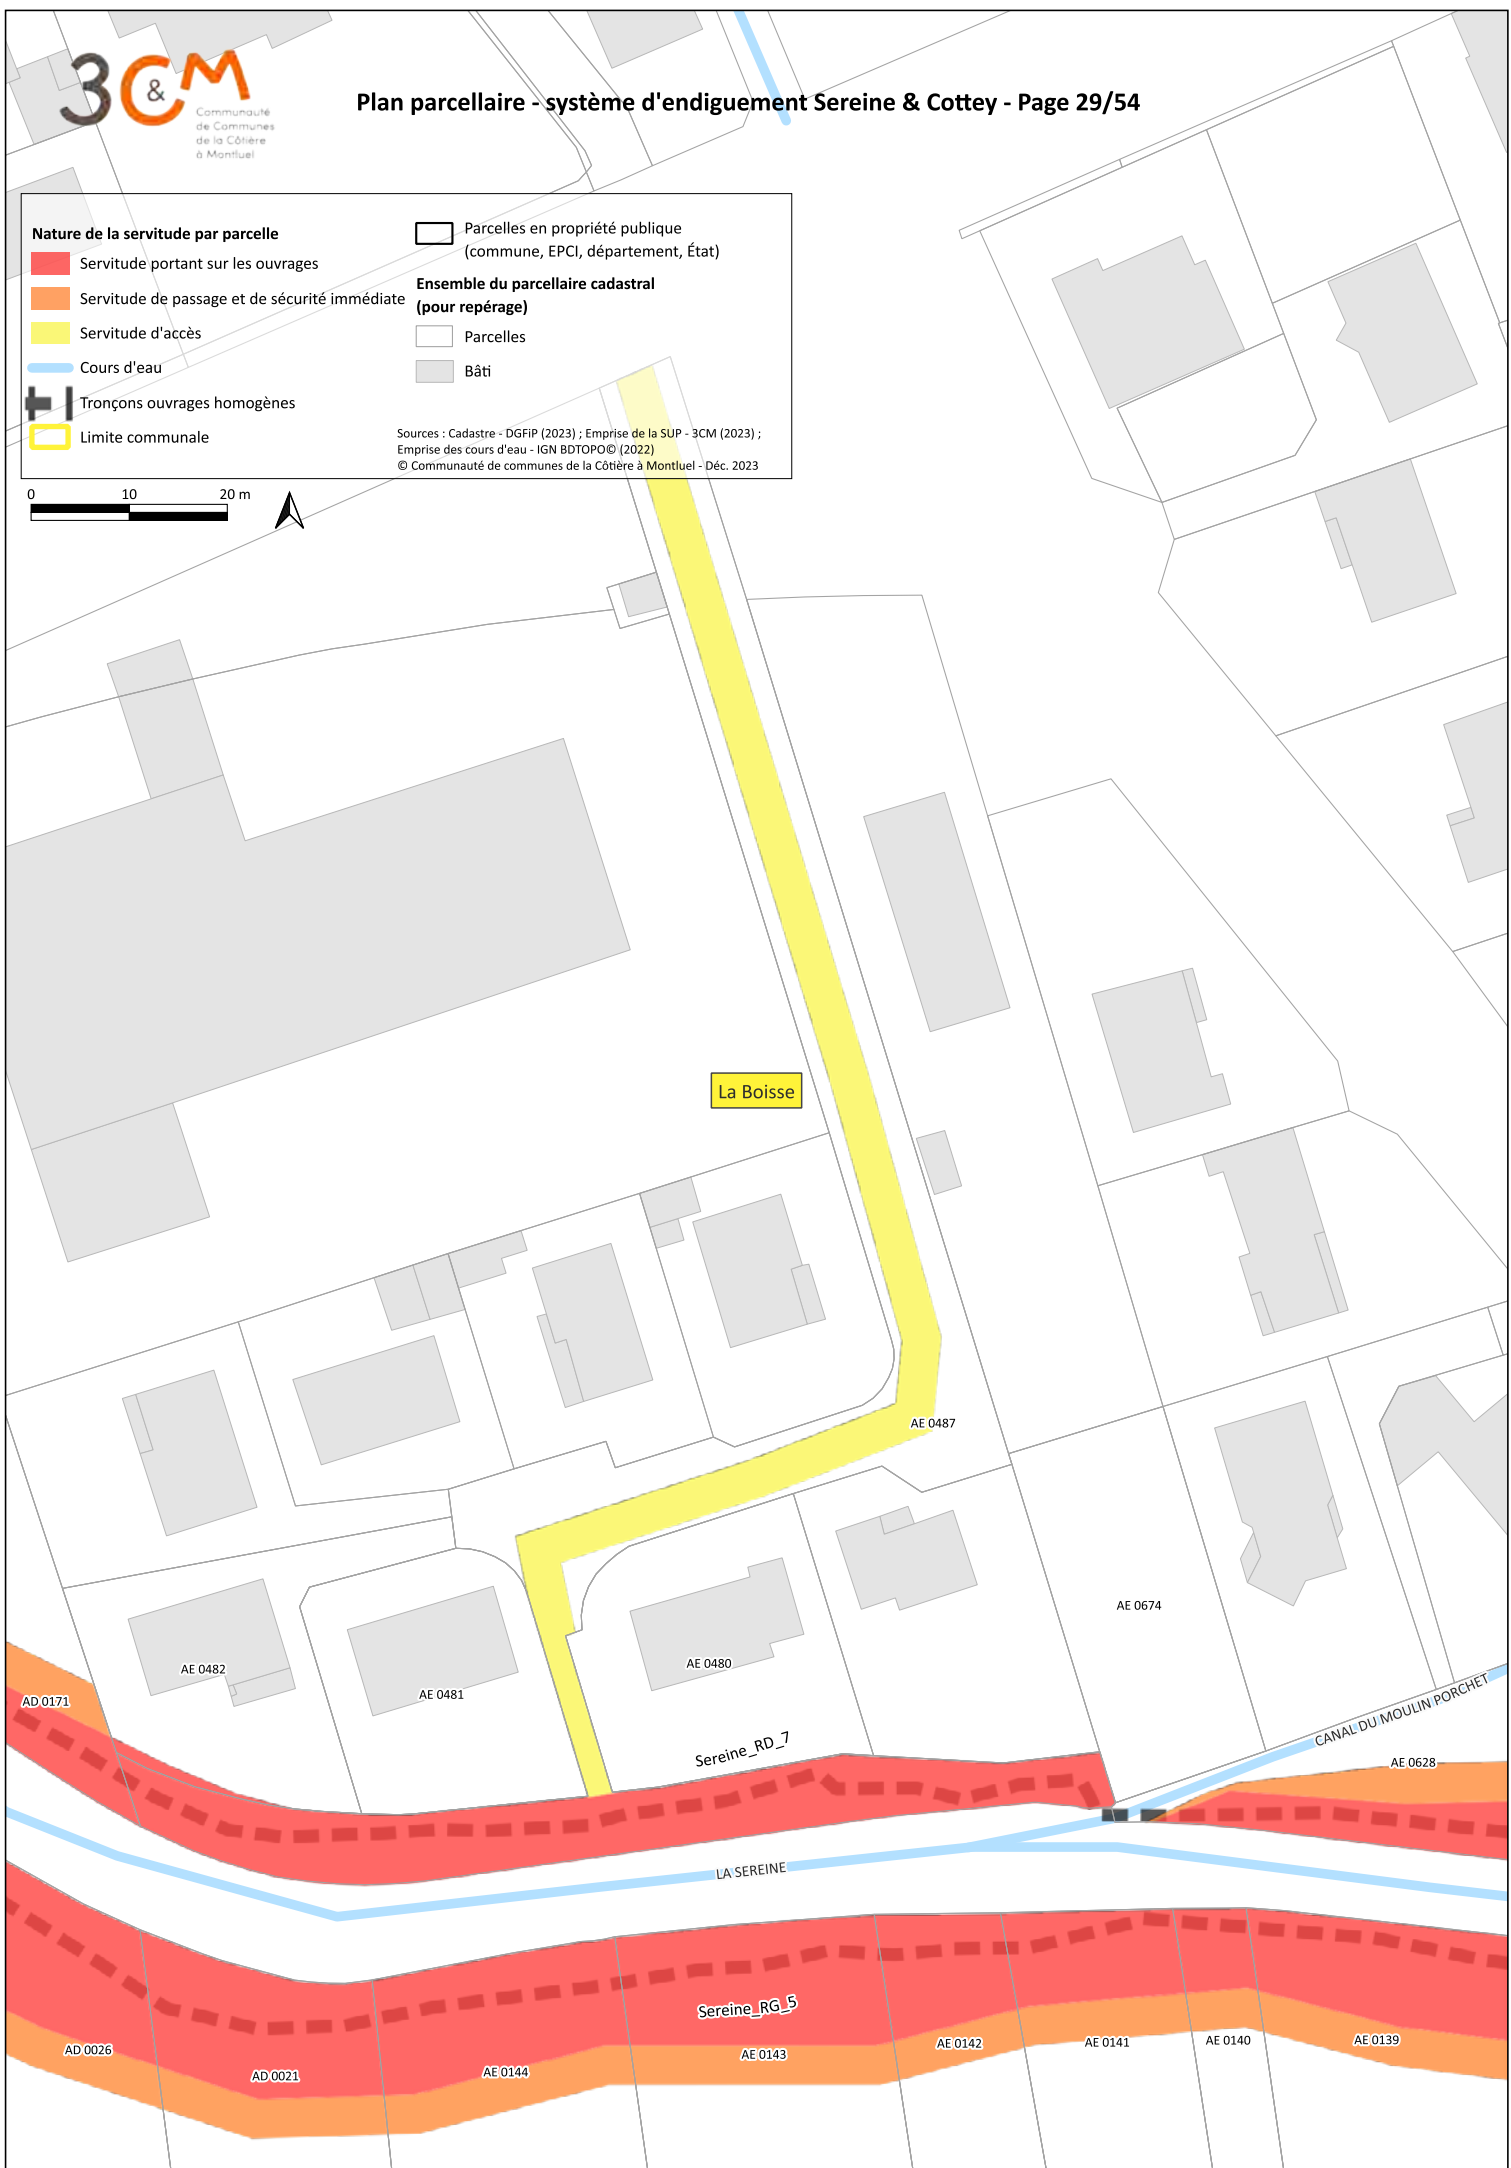 3C&M
Communauté
de Communes
de la Côtière
à Montluel
Plan parcellaire - système d'endiguement Sereine & Cottey - Page 29/54
Nature de la servitude par parcelle
Servitude portant sur les ouvrages
Servitude de passage et de sécurité immédiate
Servitude d'accès
Cours d'eau
Tronçons ouvrages homogènes
Limite communale
Parcelles en propriété publique
(commune, EPCI, département, État)
Ensemble du parcellaire cadastral
(pour repérage)
Parcelles
Bâti
Sources : Cadastre - DGFiP (2023) ; Emprise de la SUP - 3CM (2023) ;
Emprise des cours d'eau - IGN BDTOPO© (2022)
© Communauté de communes de la Côtière à Montluel - Déc. 2023
0 10 20 m
La Boisse
AE 0487
AE 0674
AE 0482
AE 0480
AE 0481
AD 0171
Sereine_RD_7
CANAL DU MOULIN PORCHET
AE 0628
LA SEREINE
Sereine_RG_5
AD 0026
AD 0021
AE 0144
AE 0143
AE 0142
AE 0141
AE 0140
AE 0139